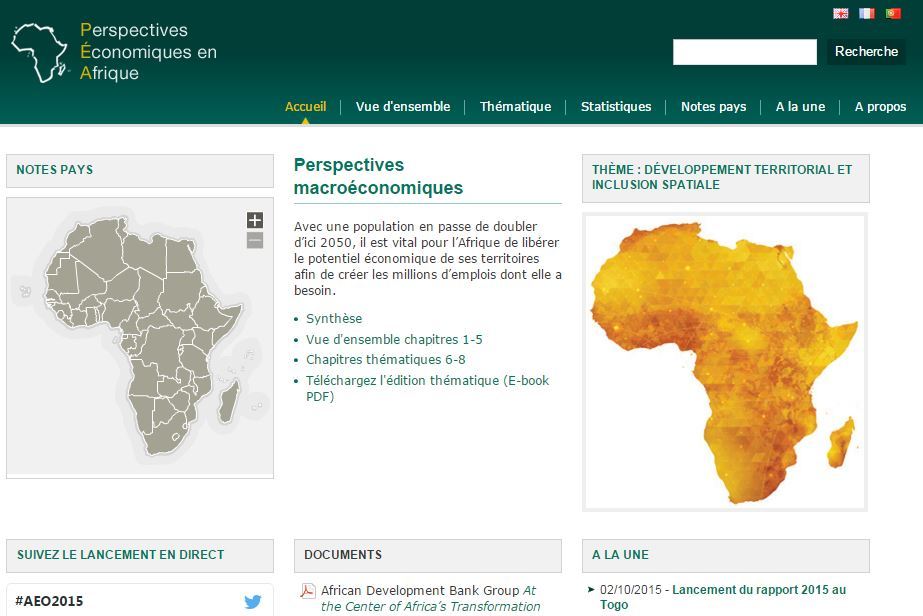 Perspectives
Économiques en
Afrique
Recherche
Accueil
Vue d'ensemble
Thématique
Statistiques
Notes pays
A la une
A propos
NOTES PAYS
Perspectives
macroéconomiques
Avec une population en passe de doubler
d’ici 2050, il est vital pour l’Afrique de libérer
le potentiel économique de ses territoires
afin de créer les millions d’emplois dont elle a
besoin.
Synthèse
Vue d'ensemble chapitres 1-5
Chapitres thématiques 6-8
Téléchargez l'édition thématique (E-book
PDF)
THÈME : DÉVELOPPEMENT TERRITORIAL ET
INCLUSION SPATIALE
SUIVEZ LE LANCEMENT EN DIRECT
#AEO2015
DOCUMENTS
African Development Bank Group At
the Center of Africa’s Transformation
A LA UNE
02/10/2015 - Lancement du rapport 2015 au
Togo